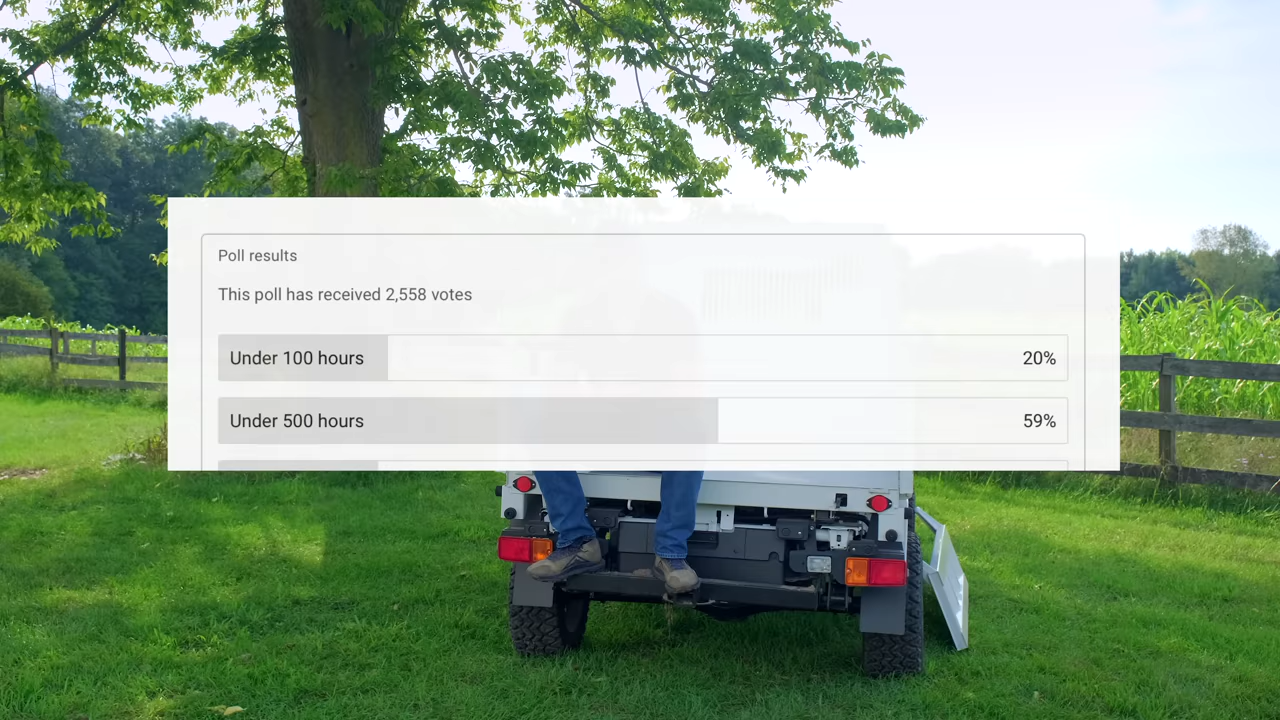 Poll results
This poll has received 2,558 votes
Under 100 hours 20%
Under 500 hours 59%